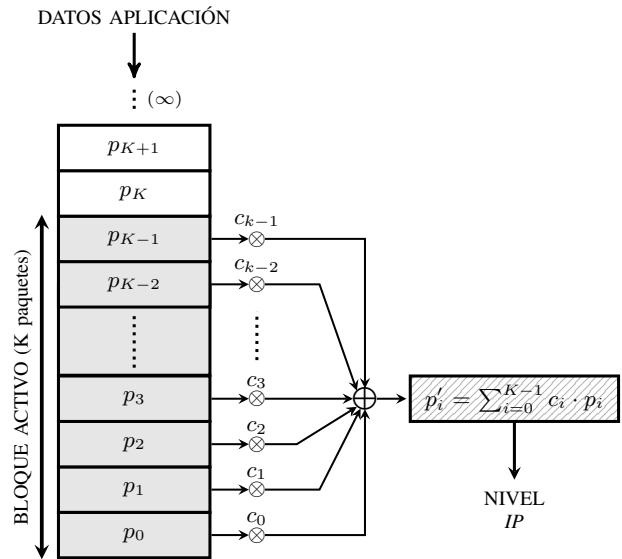 DATOS APLICACIÓN
⋮ (∞)
p_{K+1}
p_K
p_{K−1}
c_{k−1}
⊗
p_{K−2}
c_{k−2}
⊗
p_3
c_3
⊗
p_2
c_2
⊗
p_1
c_1
⊗
p_0
c_0
⊗
BLOQUE ACTIVO (K paquetes)
p'_i = ∑_{i=0}^{K−1} c_i · p_i
NIVEL
IP